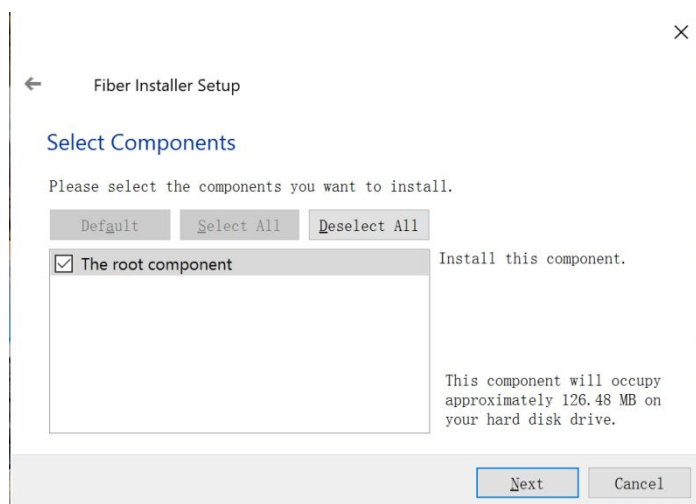 Fiber Installer Setup
Select Components
Please select the components you want to install.
Default Select All Deselect All
The root component
Install this component.
This component will occupy
approximately 126.48 MB on
your hard disk drive.
Next Cancel